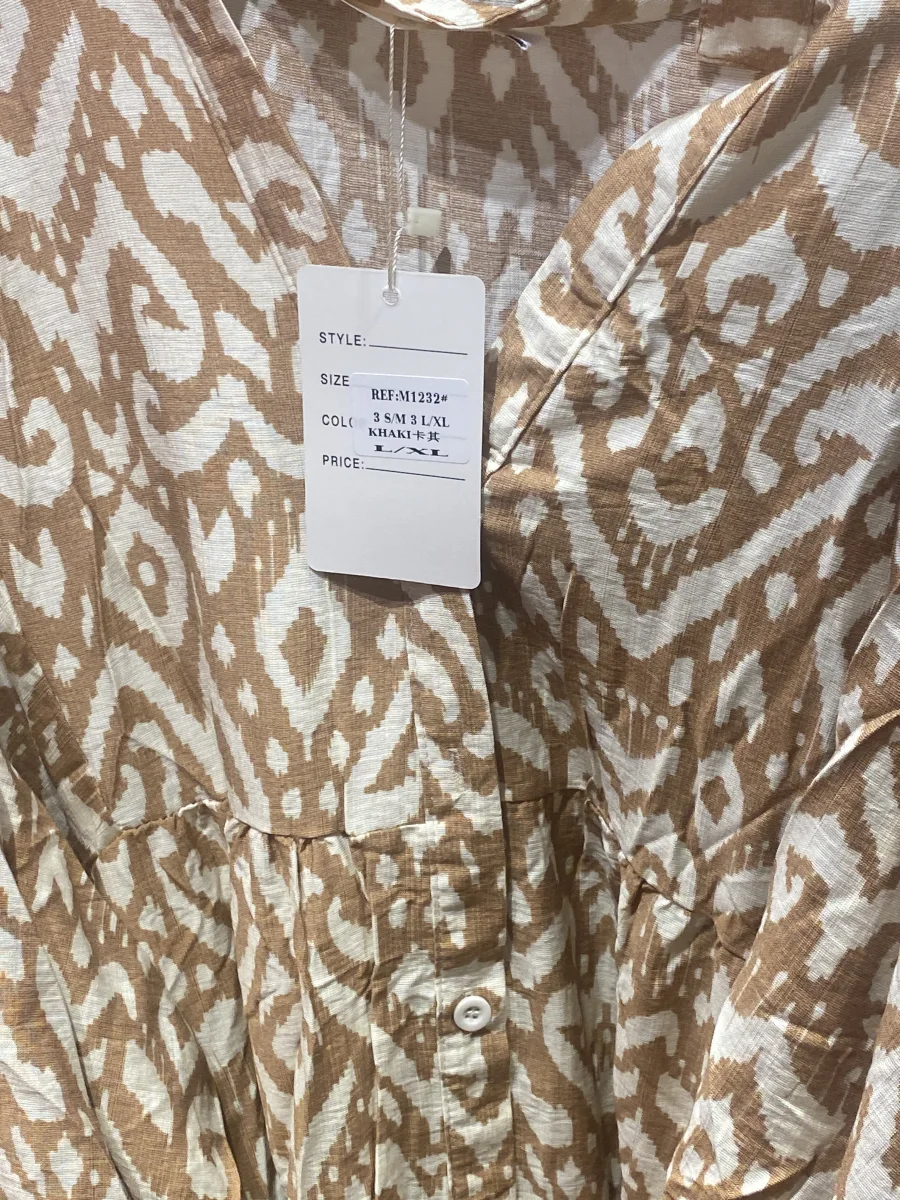 STYLE:
SIZE
REF:M1232#
COLO
3 S/M 3 L/XL
KHAKI卡其
L/XL
PRICE: